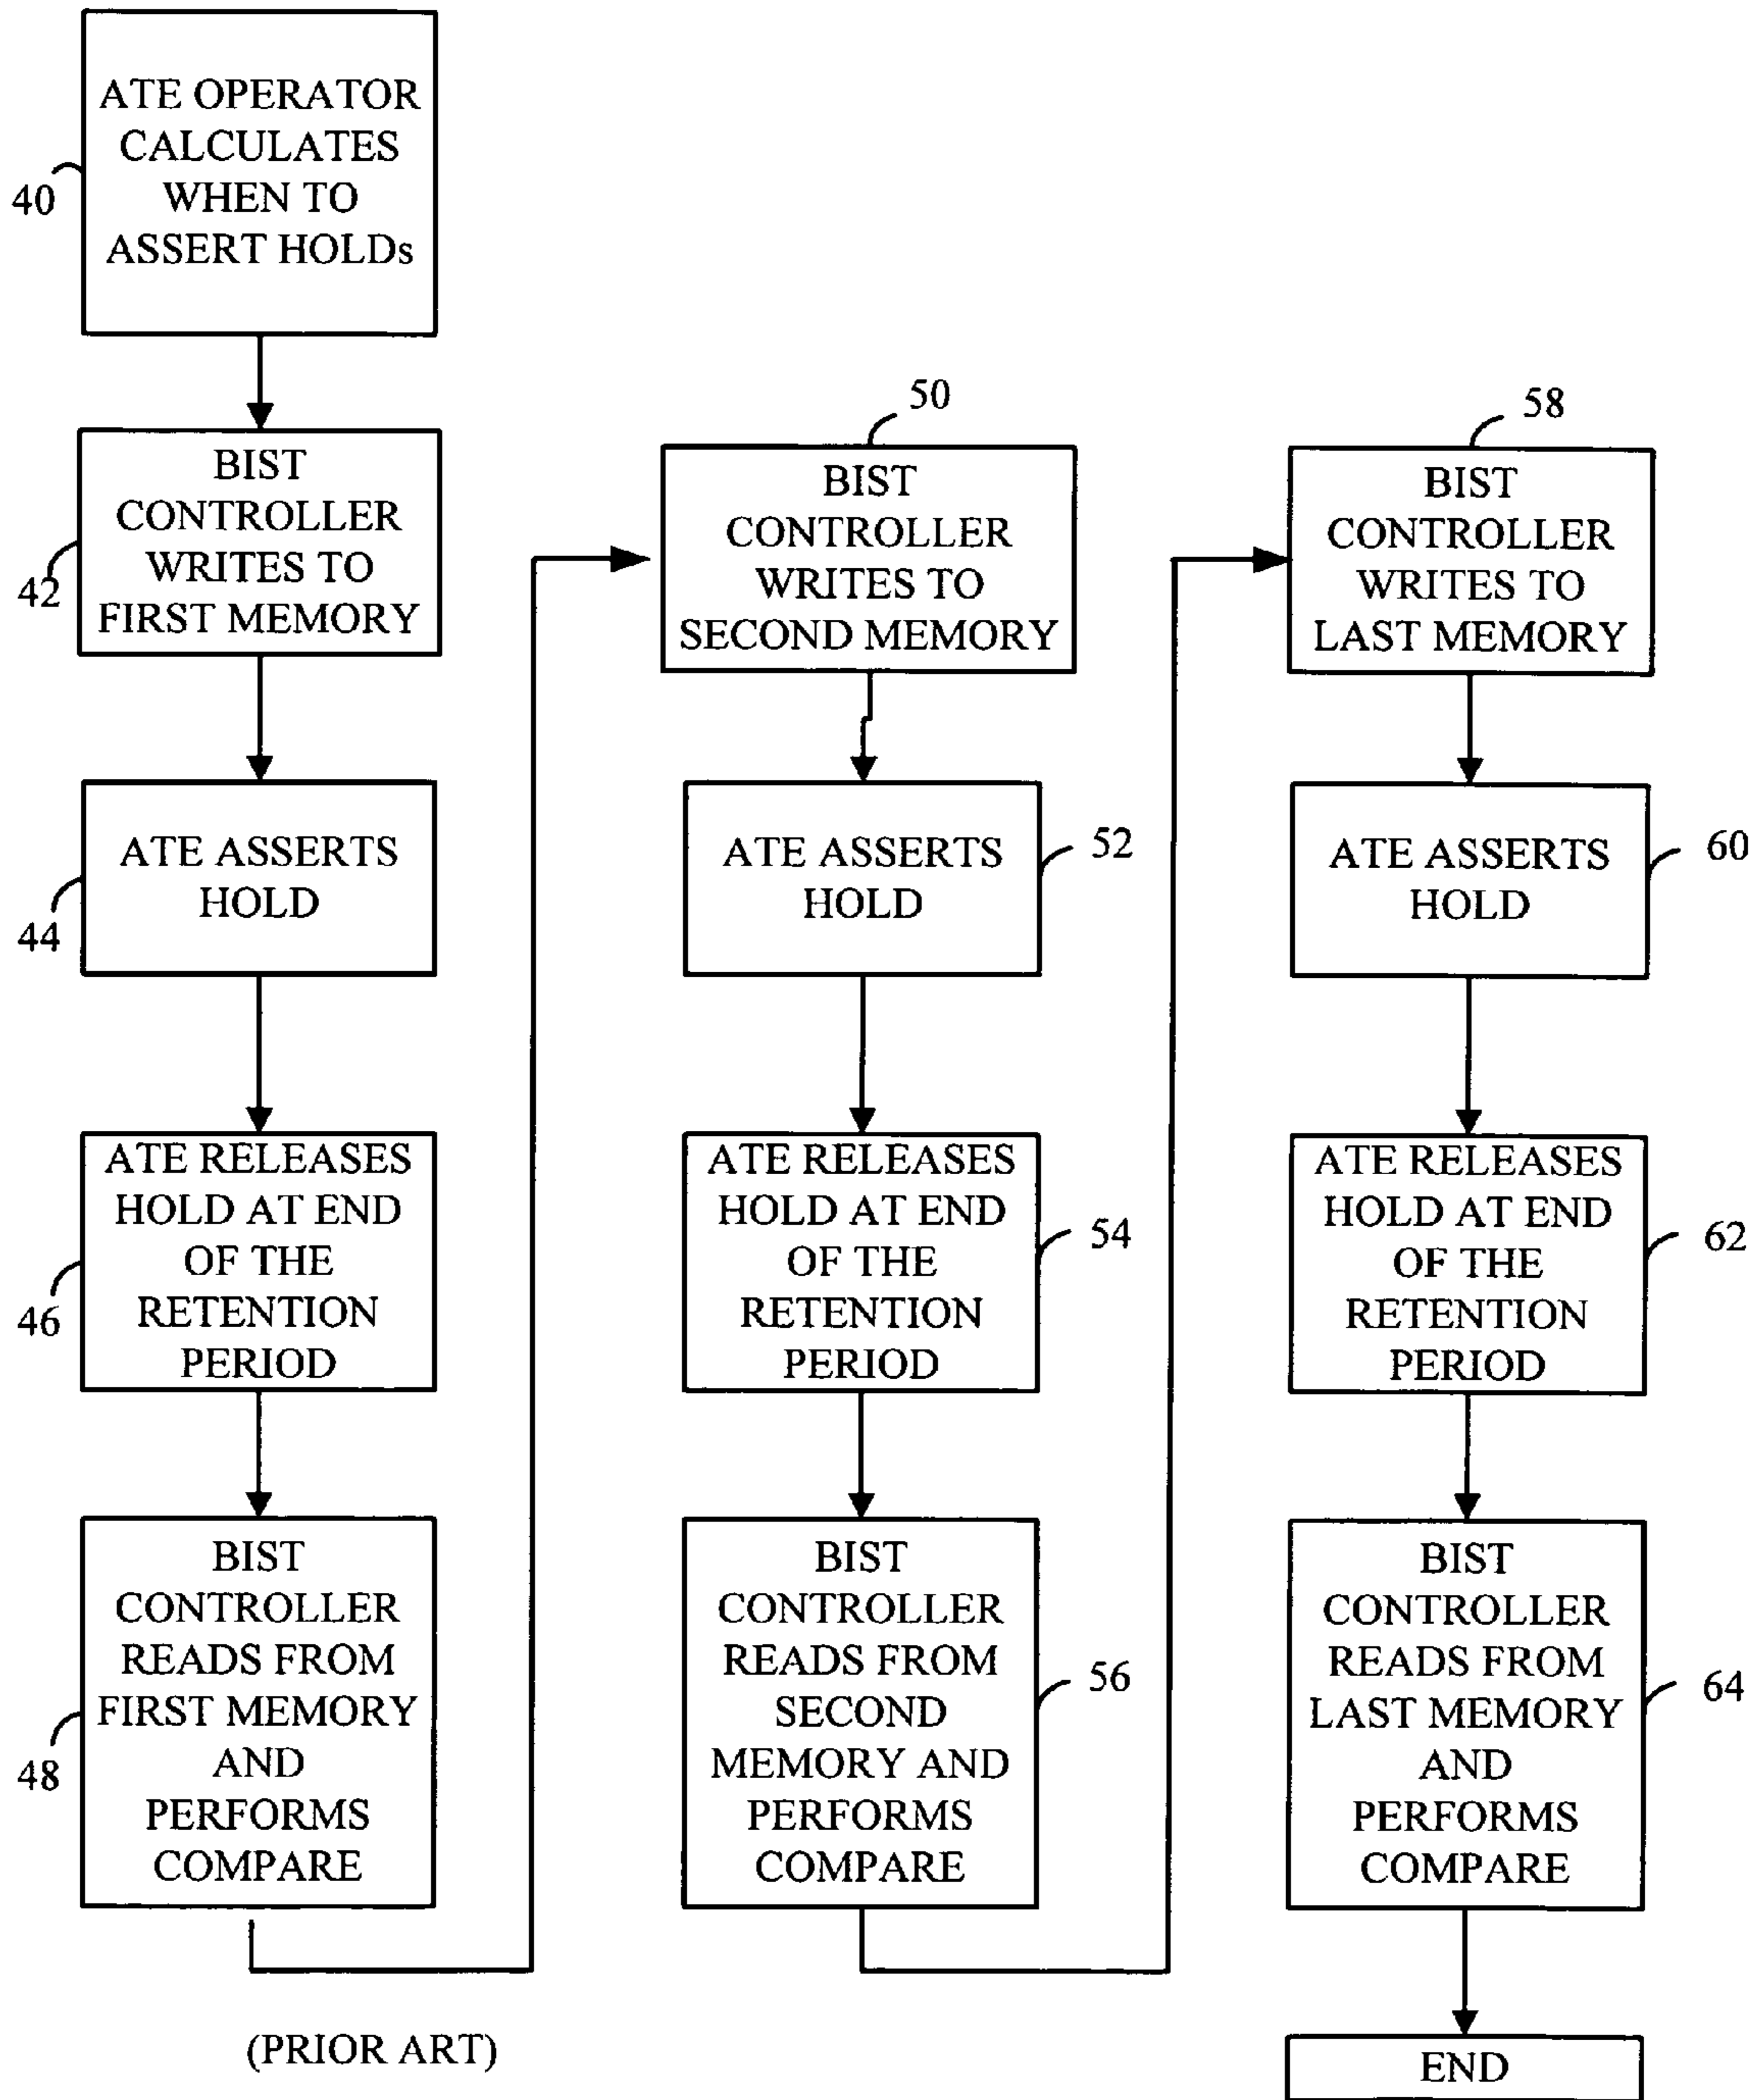 ATE OPERATOR
CALCULATES
WHEN TO
ASSERT HOLDs
40
BIST
CONTROLLER
WRITES TO
FIRST MEMORY
42
ATE ASSERTS
HOLD
44
ATE RELEASES
HOLD AT END
OF THE
RETENTION
PERIOD
46
BIST
CONTROLLER
READS FROM
FIRST MEMORY
AND
PERFORMS
COMPARE
48
50
BIST
CONTROLLER
WRITES TO
SECOND MEMORY
ATE ASSERTS
HOLD
52
ATE RELEASES
HOLD AT END
OF THE
RETENTION
PERIOD
54
BIST
CONTROLLER
READS FROM
SECOND
MEMORY AND
PERFORMS
COMPARE
56
58
BIST
CONTROLLER
WRITES TO
LAST MEMORY
ATE ASSERTS
HOLD
60
ATE RELEASES
HOLD AT END
OF THE
RETENTION
PERIOD
62
BIST
CONTROLLER
READS FROM
LAST MEMORY
AND
PERFORMS
COMPARE
64
END
(PRIOR ART)